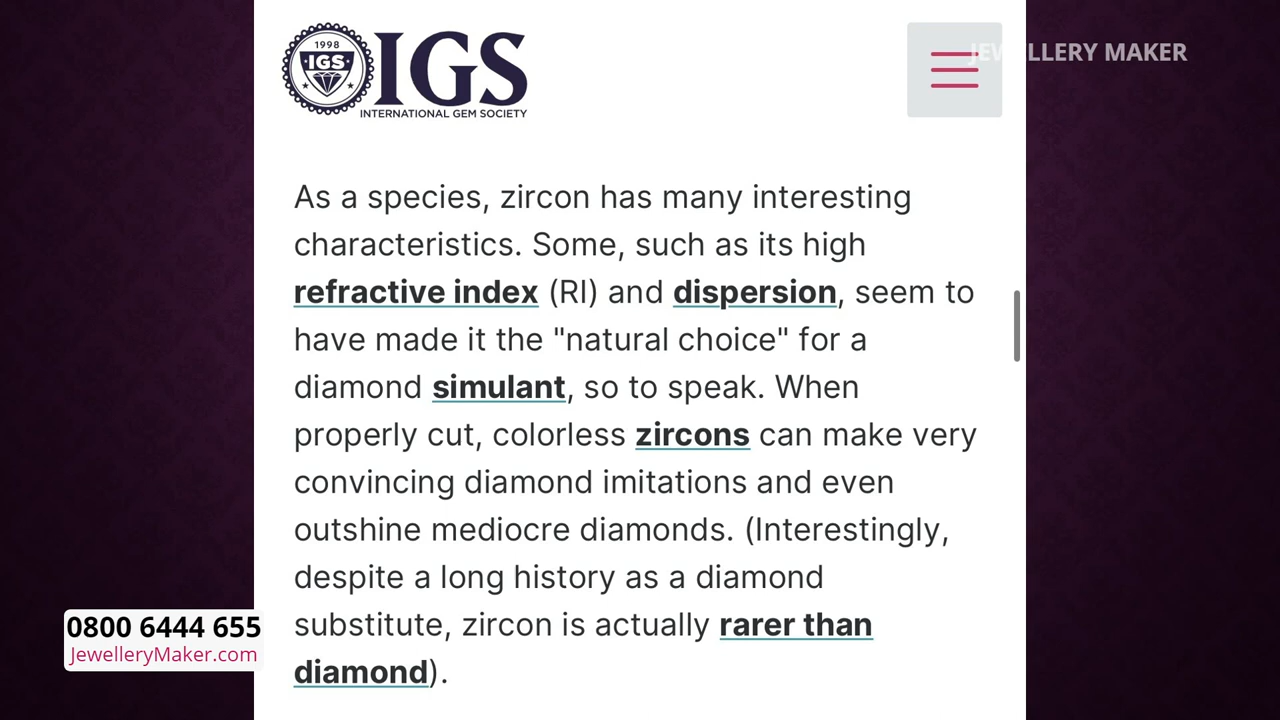 1998
IGS
IGS
INTERNATIONAL GEM SOCIETY
JEWELLERY MAKER
As a species, zircon has many interesting
characteristics. Some, such as its high
refractive index (RI) and dispersion, seem to
have made it the "natural choice" for a
diamond simulant, so to speak. When
properly cut, colorless zircons can make very
convincing diamond imitations and even
outshine mediocre diamonds. (Interestingly,
despite a long history as a diamond
substitute, zircon is actually rarer than
diamond).
0800 6444 655
JewelleryMaker.com